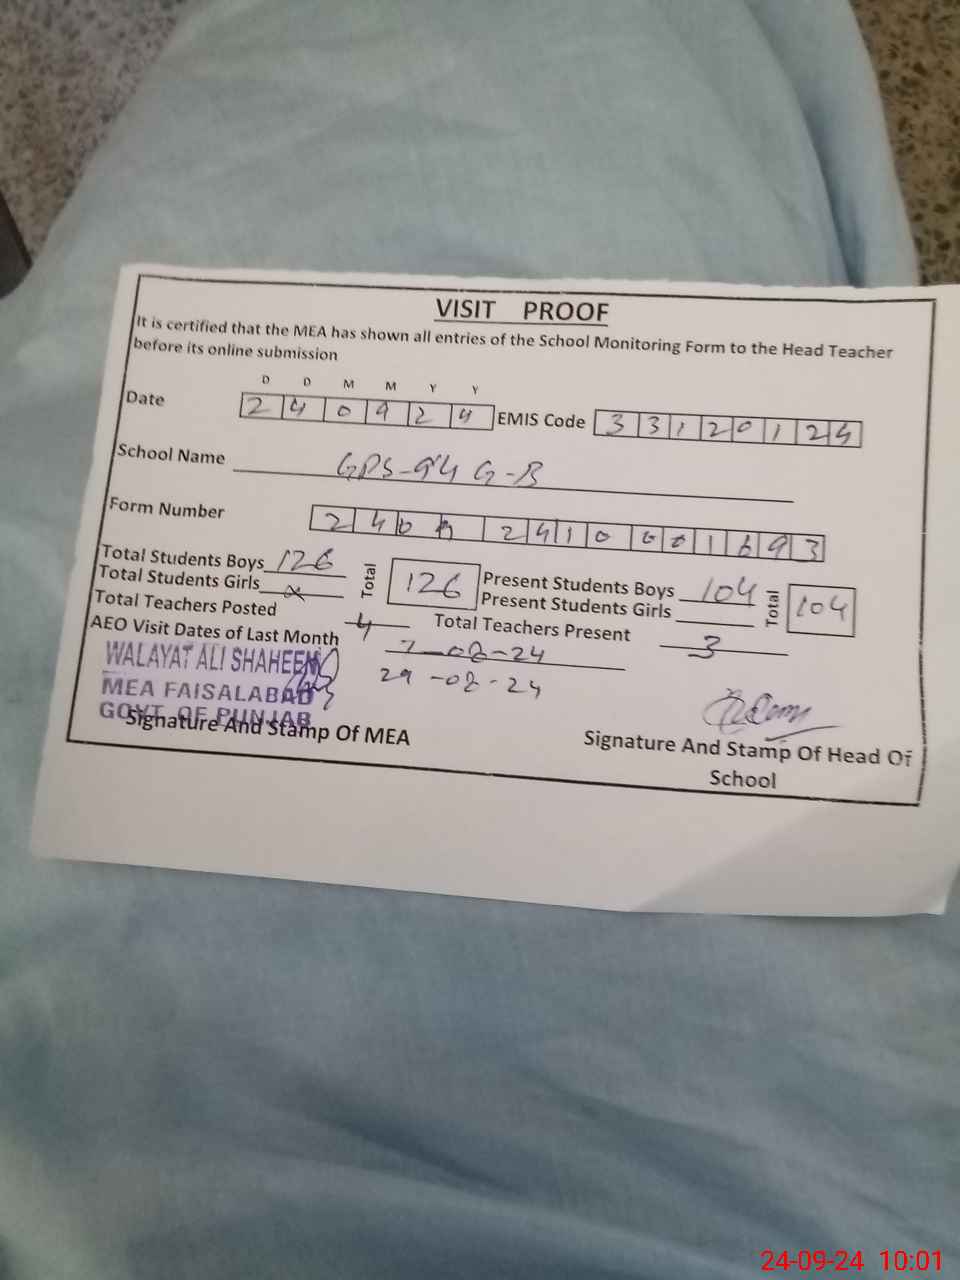 VISIT PROOF
It is certified that the MEA has shown all entries of the School Monitoring Form to the Head Teacher
before its online submission
D D M M Y Y
Date 2 4 0 9 2 4 EMIS Code 3 3 1 2 0 1 2 4
School Name GPS-94 G-B
Form Number 2 4 0 9 2 4 1 0 0 0 1 6 9 3
Total Students Boys 126 Total 126 Present Students Boys 104 Total 104
Total Students Girls x Present Students Girls
Total Teachers Posted 4 Total Teachers Present 3
AEO Visit Dates of Last Month 7-08-24
29-08-24
WALAYAT ALI SHAHEEN
MEA FAISALABAD
GOVT. OF PUNJAB
Signature And Stamp Of MEA
Signature And Stamp Of Head Of
School
24-09-24 10:01